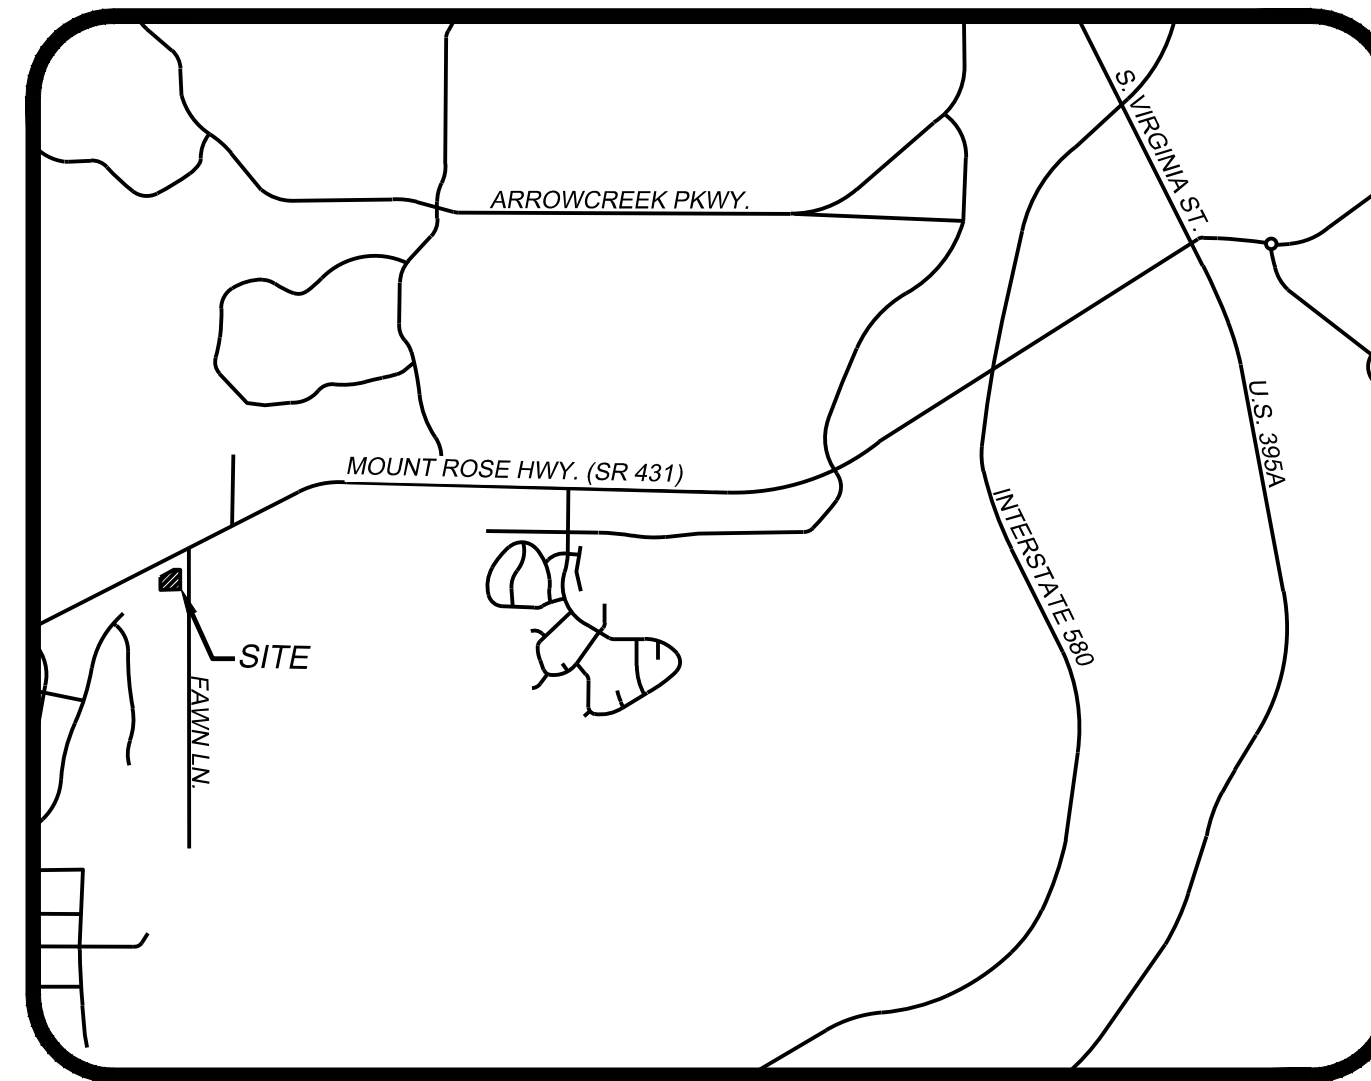 S. VIRGINIA ST.
ARROWCREEK PKWY.
U.S. 395A
MOUNT ROSE HWY. (SR 431)
INTERSTATE 580
SITE
FAWN LN.